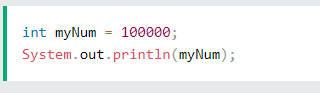 int myNum = 100000;
System.out.println(myNum);